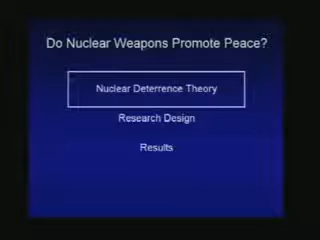 Do Nuclear Weapons Promote Peace?
Nuclear Deterrence Theory
Research Design
Results